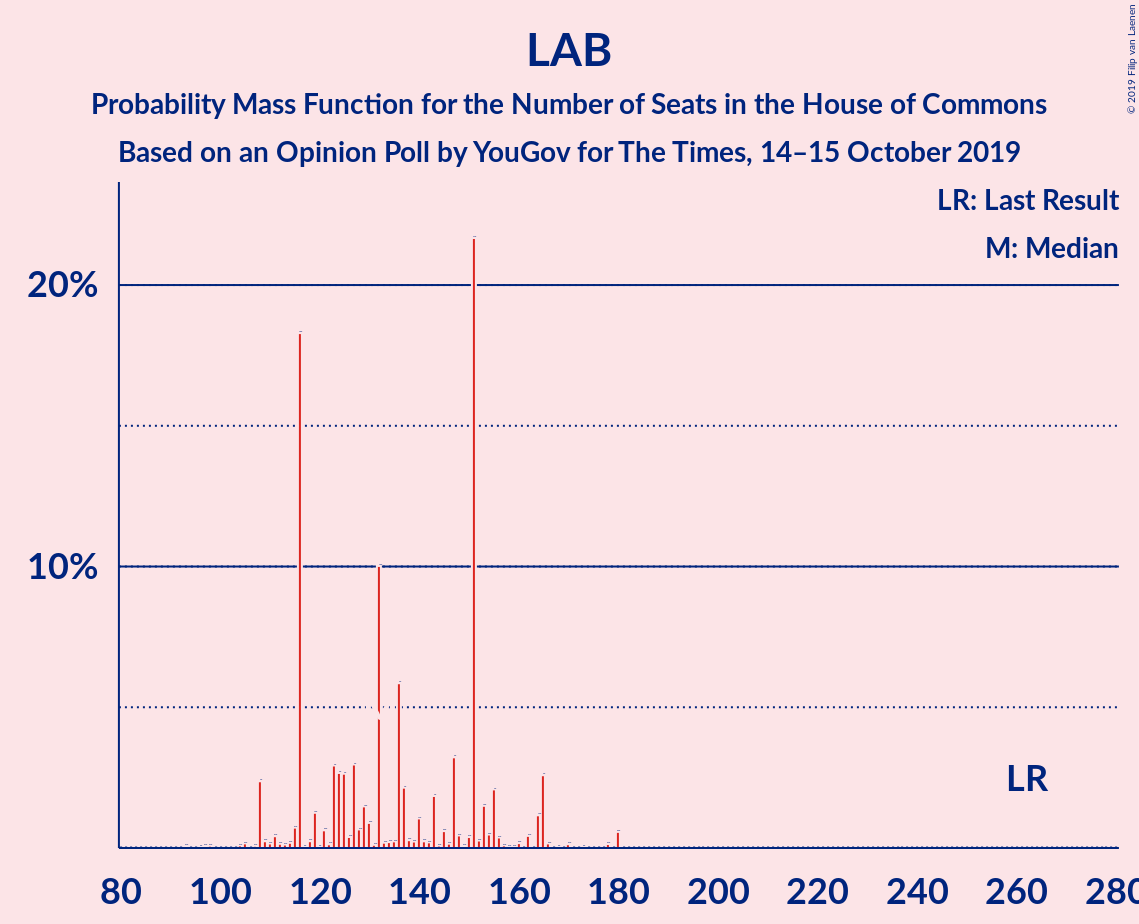 LAB
Probability Mass Function for the Number of Seats in the House of Commons
Based on an Opinion Poll by YouGov for The Times, 14–15 October 2019
© 2019 Filip van Laenen
LR: Last Result
M: Median
20%
10%
LR
80 100 120 140 160 180 200 220 240 260 280